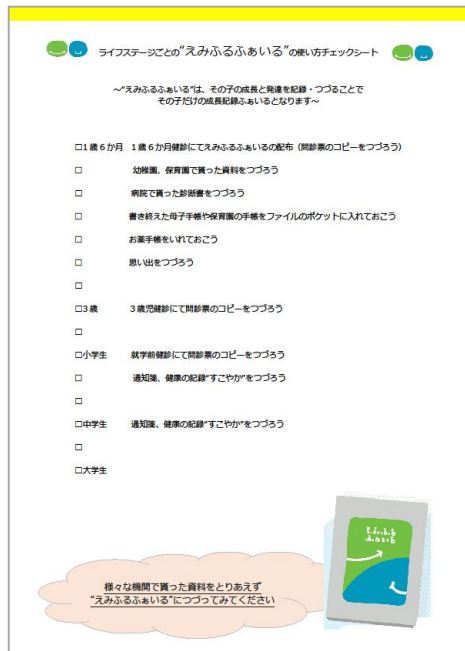 ライフステージごとの“えみふるふぁいる”の使い方チェックシート
～“えみふるふぁいる”は、その子の成長と発達を記録・つづることで
その子だけの成長記録ふぁいるとなります～
□1歳6か月 1歳6か月健診にてえみふるふぁいるの配布（問診票のコピーをつづろう）
□ 幼稚園、保育園で貰った資料をつづろう
□ 病院で貰った診断書をつづろう
□ 書き終えた母子手帳や保育園の手帳をファイルのポケットに入れておこう
□ お薬手帳をいれておこう
□ 思い出をつづろう
□
□3歳 3歳児健診にて問診票のコピーをつづろう
□
□小学生 就学前健診にて問診票のコピーをつづろう
□ 通知箋、健康の記録“すこやか”をつづろう
□
□中学生 通知箋、健康の記録“すこやか”をつづろう
□
□大学生
えみふる
ふぁいる
様々な機関で貰った資料をとりあえず
“えみふるふぁいる”につづってみてください